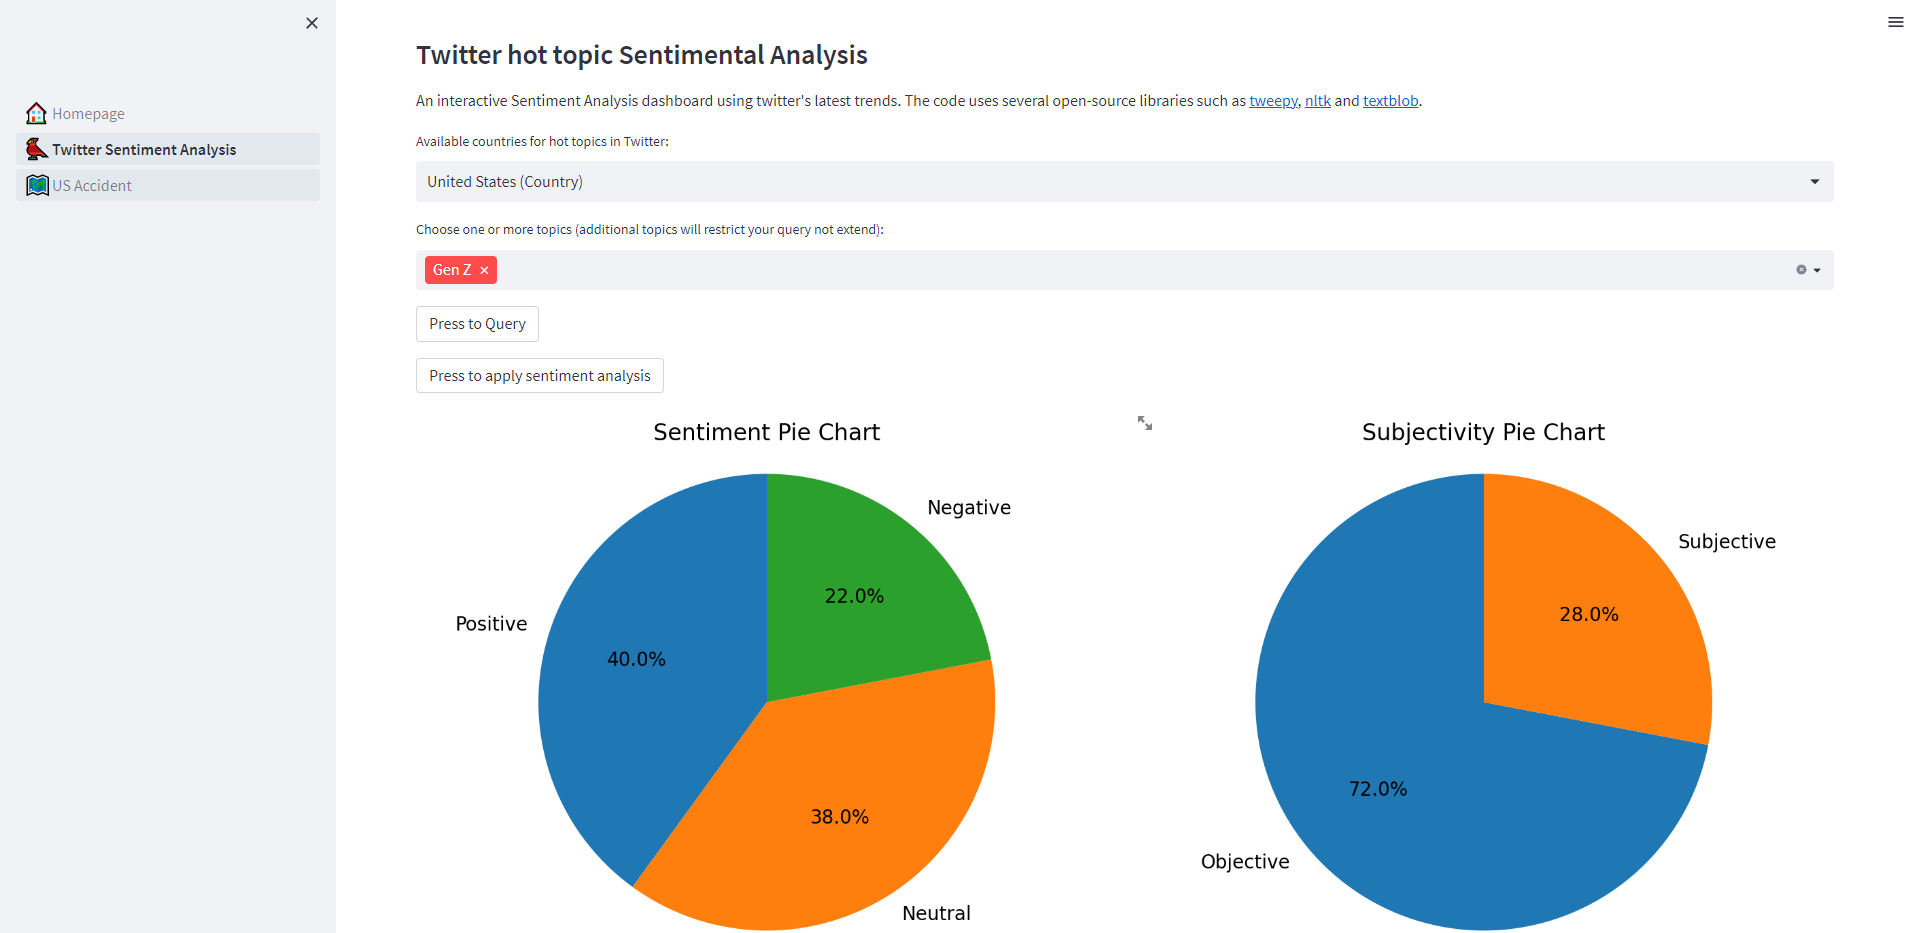 Homepage
Twitter Sentiment Analysis
US Accident
Twitter hot topic Sentimental Analysis
An interactive Sentiment Analysis dashboard using twitter's latest trends. The code uses several open-source libraries such as tweepy, nltk and textblob.
Available countries for hot topics in Twitter:
United States (Country)
Choose one or more topics (additional topics will restrict your query not extend):
Gen Z
Press to Query
Press to apply sentiment analysis
Sentiment Pie Chart
Negative
22.0%
Positive
40.0%
38.0%
Neutral
Subjectivity Pie Chart
Subjective
28.0%
72.0%
Objective